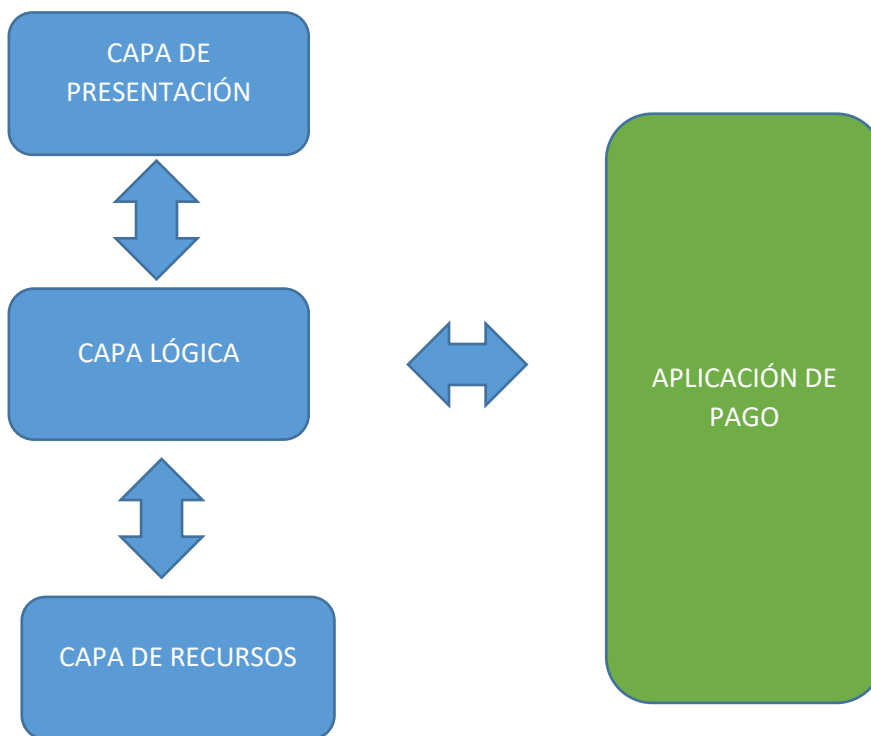 CAPA DE
PRESENTACIÓN
CAPA LÓGICA
APLICACIÓN DE
PAGO
CAPA DE RECURSOS